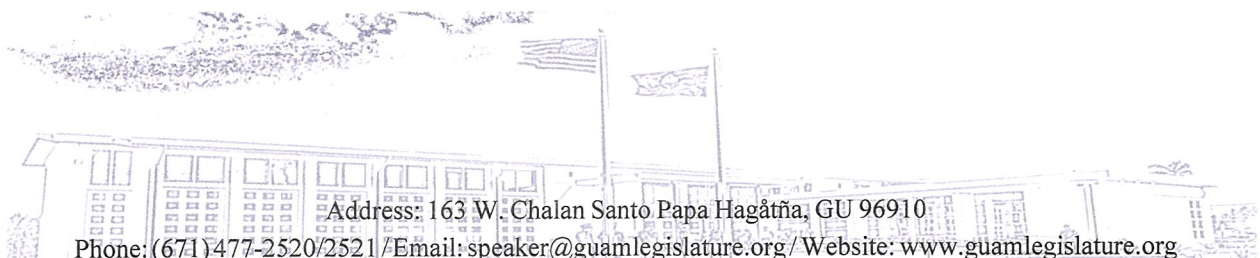 Address: 163 W. Chalan Santo Papa Hagåtña, GU 96910
Phone: (671) 477-2520/2521 / Email: speaker@guamlegislature.org / Website: www.guamlegislature.org